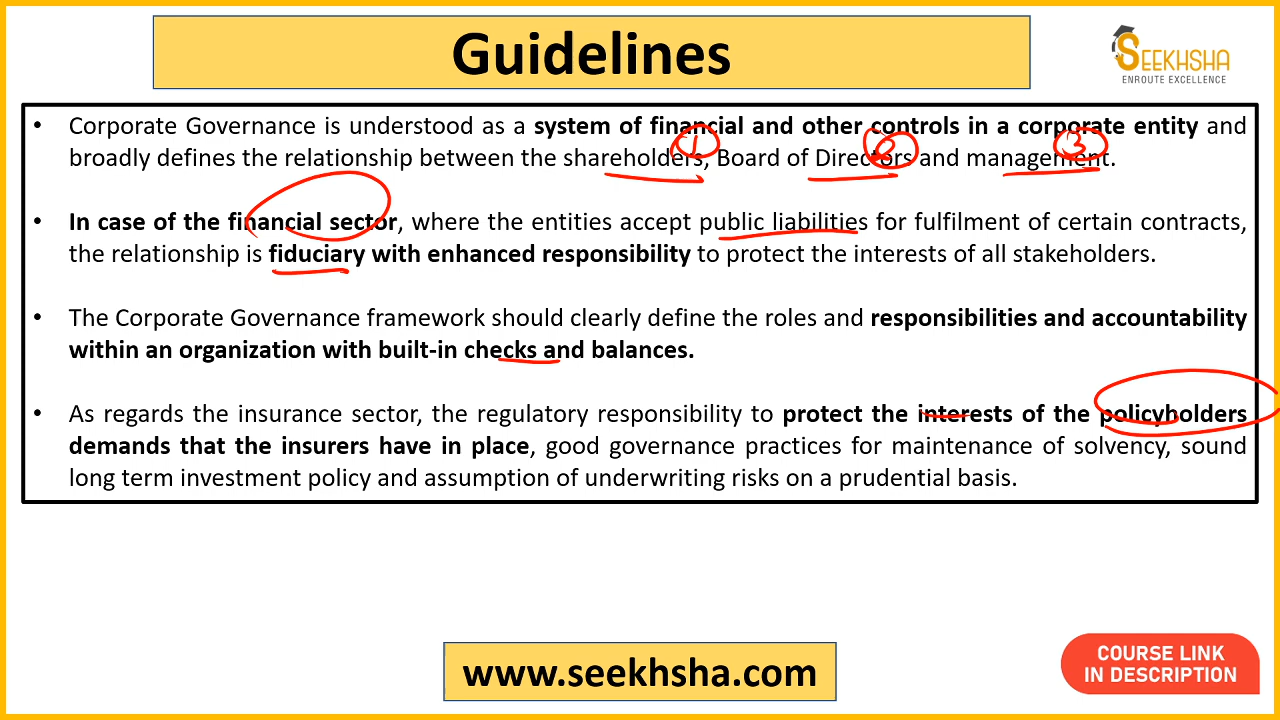 Guidelines
SEEKHSHA
ENROUTE EXCELLENCE
• Corporate Governance is understood as a system of financial and other controls in a corporate entity and
broadly defines the relationship between the shareholders, Board of Directors and management.
1 2 3
• In case of the financial sector, where the entities accept public liabilities for fulfilment of certain contracts,
the relationship is fiduciary with enhanced responsibility to protect the interests of all stakeholders.
• The Corporate Governance framework should clearly define the roles and responsibilities and accountability
within an organization with built-in checks and balances.
• As regards the insurance sector, the regulatory responsibility to protect the interests of the policyholders
demands that the insurers have in place, good governance practices for maintenance of solvency, sound
long term investment policy and assumption of underwriting risks on a prudential basis.
www.seekhsha.com
COURSE LINK
IN DESCRIPTION